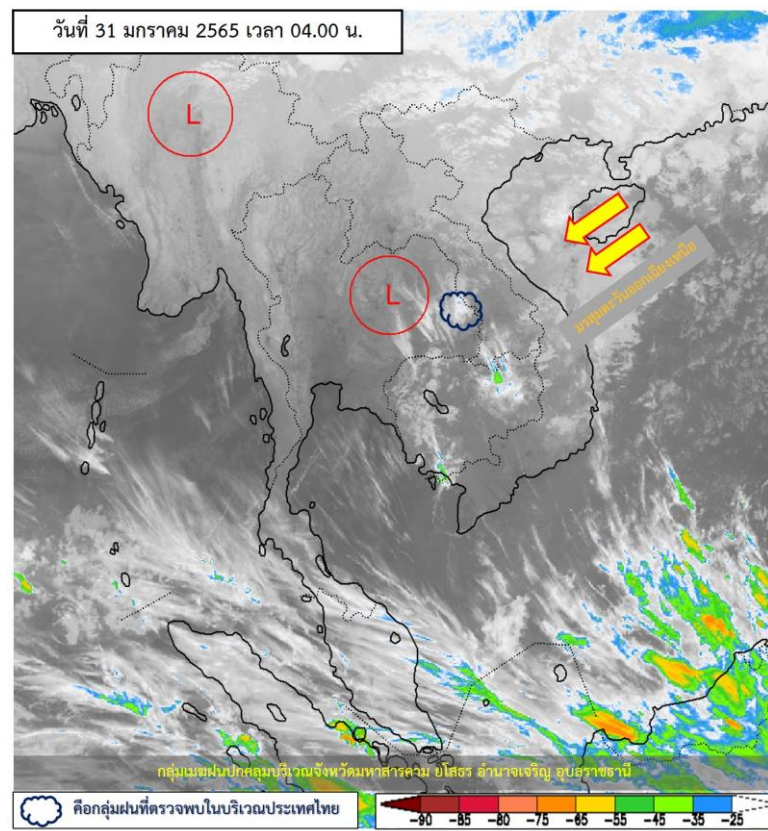 วันที่ 31 มกราคม 2565 เวลา 04.00 น.
L
L
มรสุมตะวันออกเฉียงเหนือ
กลุ่มเมฆฝนปกคลุมบริเวณจังหวัดมหาสารคาม ยโสธร อำนาจเจริญ อุบลราชธานี
คือกลุ่มฝนที่ตรวจพบในบริเวณประเทศไทย
-90 -85 -80 -75 -65 -55 -45 -35 -25